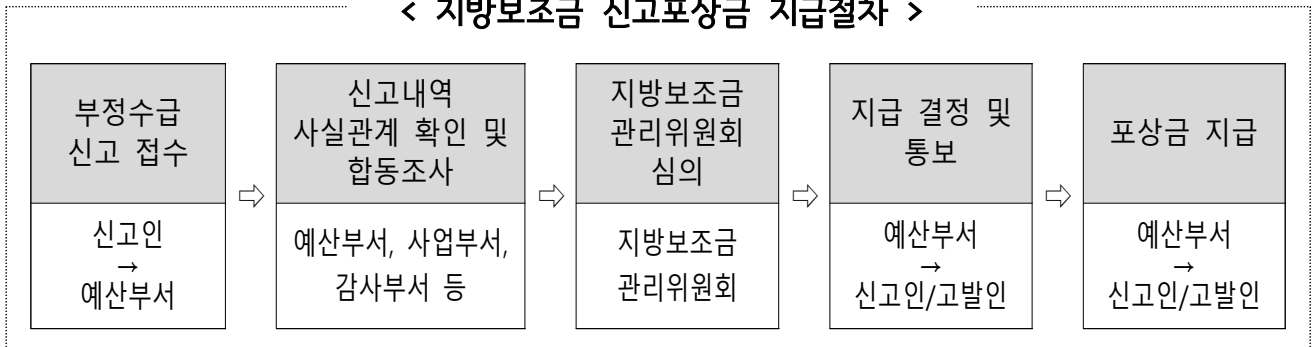 < 지방보조금 신고포상금 지급절차 >
부정수급
신고 접수
신고인
→
예산부서
⇨
신고내역
사실관계 확인 및
합동조사
예산부서, 사업부서,
감사부서 등
⇨
지방보조금
관리위원회
심의
지방보조금
관리위원회
⇨
지급 결정 및
통보
예산부서
→
신고인/고발인
⇨
포상금 지급
예산부서
→
신고인/고발인